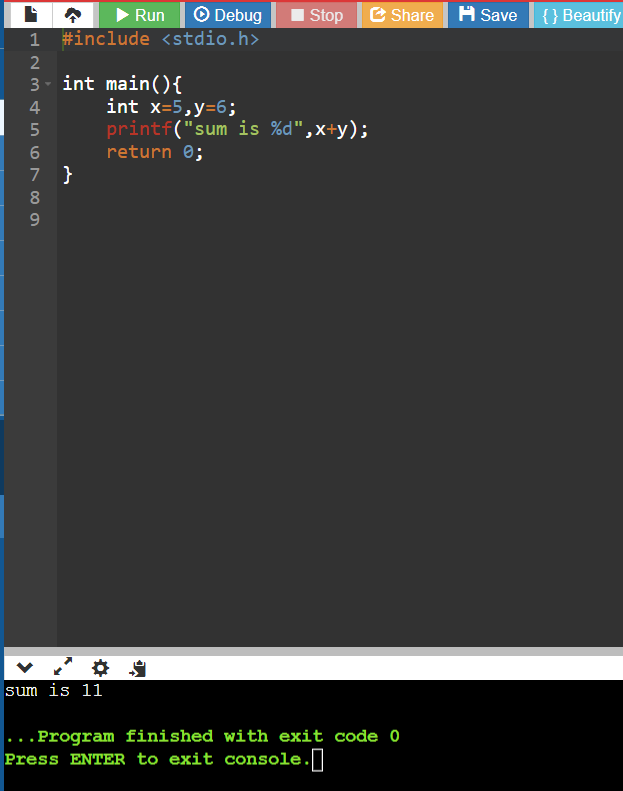 Run Debug Stop Share Save { } Beautify
1 #include <stdio.h>
2
3 int main(){
4     int x=5,y=6;
5     printf("sum is %d",x+y);
6     return 0;
7 }
8
9
sum is 11
...Program finished with exit code 0
Press ENTER to exit console.